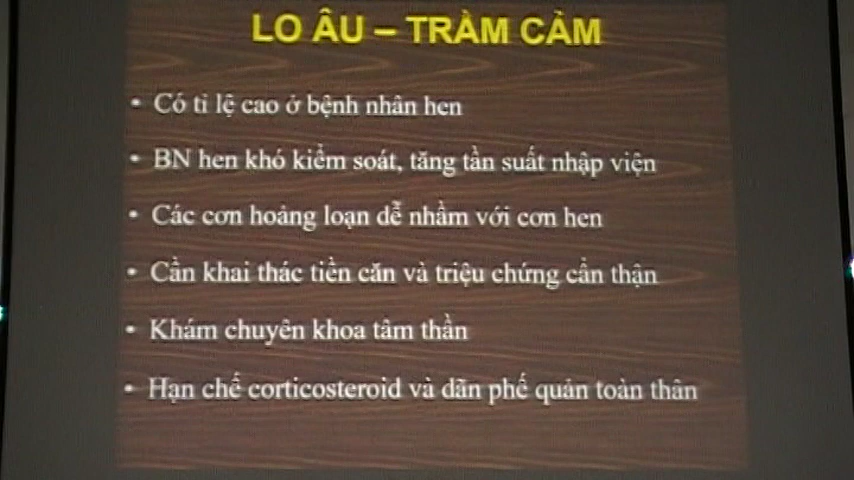 LO ÂU – TRẦM CẢM
• Có tỉ lệ cao ở bệnh nhân hen
• BN hen khó kiểm soát, tăng tần suất nhập viện
• Các cơn hoảng loạn dễ nhầm với cơn hen
• Cần khai thác tiền căn và triệu chứng cẩn thận
• Khám chuyên khoa tâm thần
• Hạn chế corticosteroid và dãn phế quản toàn thân